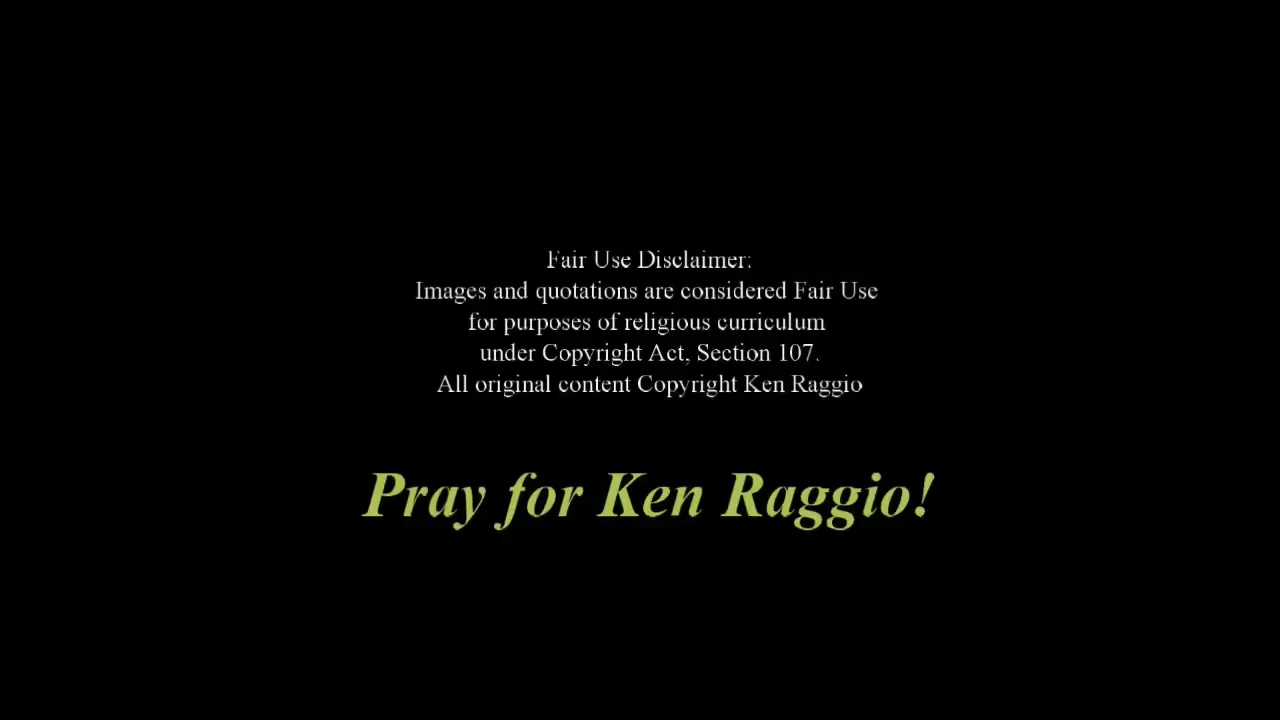 Fair Use Disclaimer:
Images and quotations are considered Fair Use
for purposes of religious curriculum
under Copyright Act, Section 107.
All original content Copyright Ken Raggio
Pray for Ken Raggio!